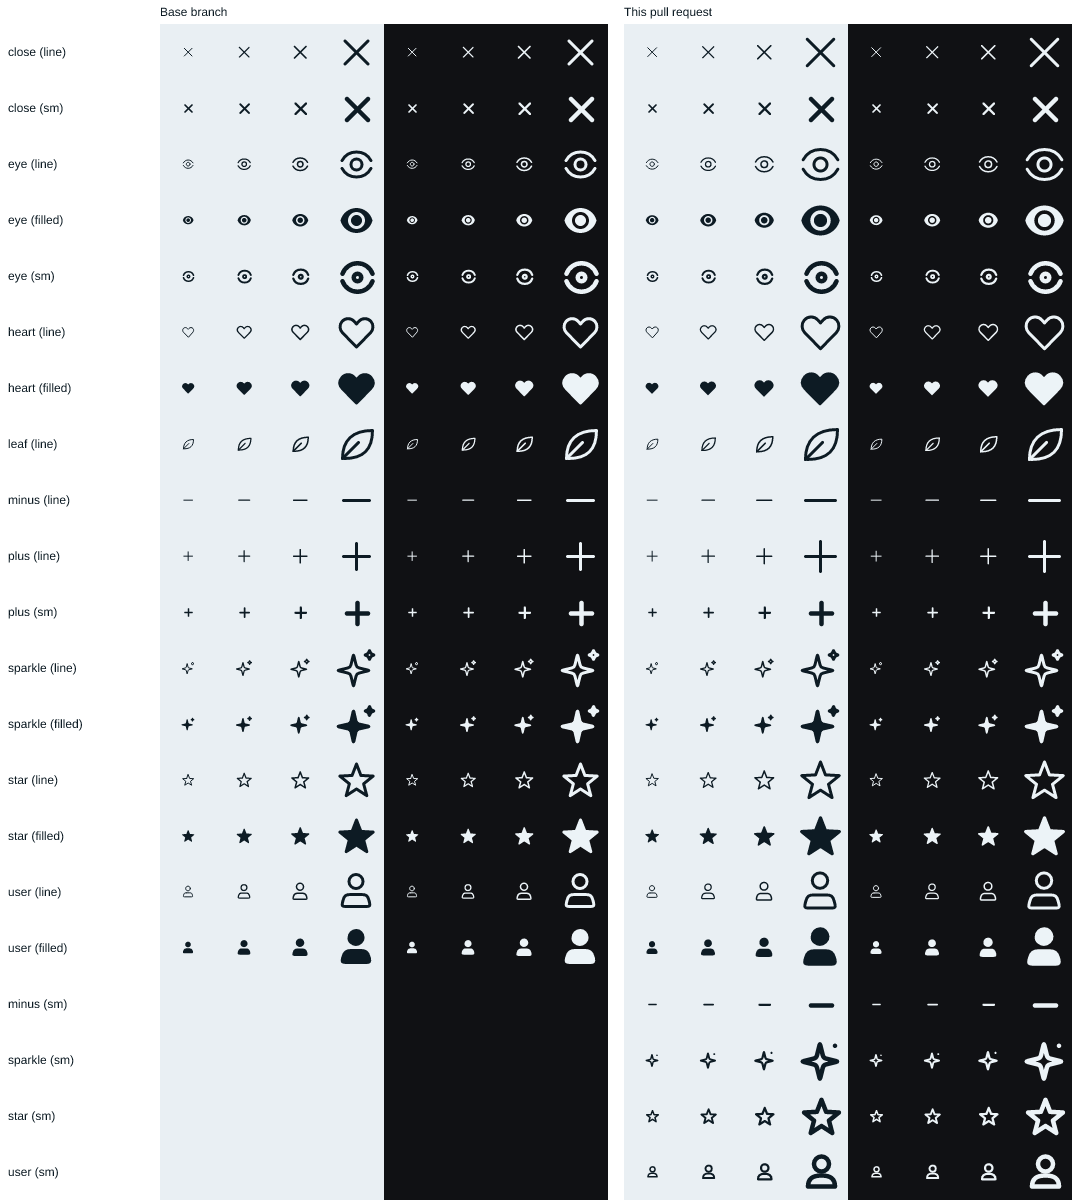 Base branch
This pull request
close (line)
close (sm)
eye (line)
eye (filled)
eye (sm)
heart (line)
heart (filled)
leaf (line)
minus (line)
plus (line)
plus (sm)
sparkle (line)
sparkle (filled)
star (line)
star (filled)
user (line)
user (filled)
minus (sm)
sparkle (sm)
star (sm)
user (sm)